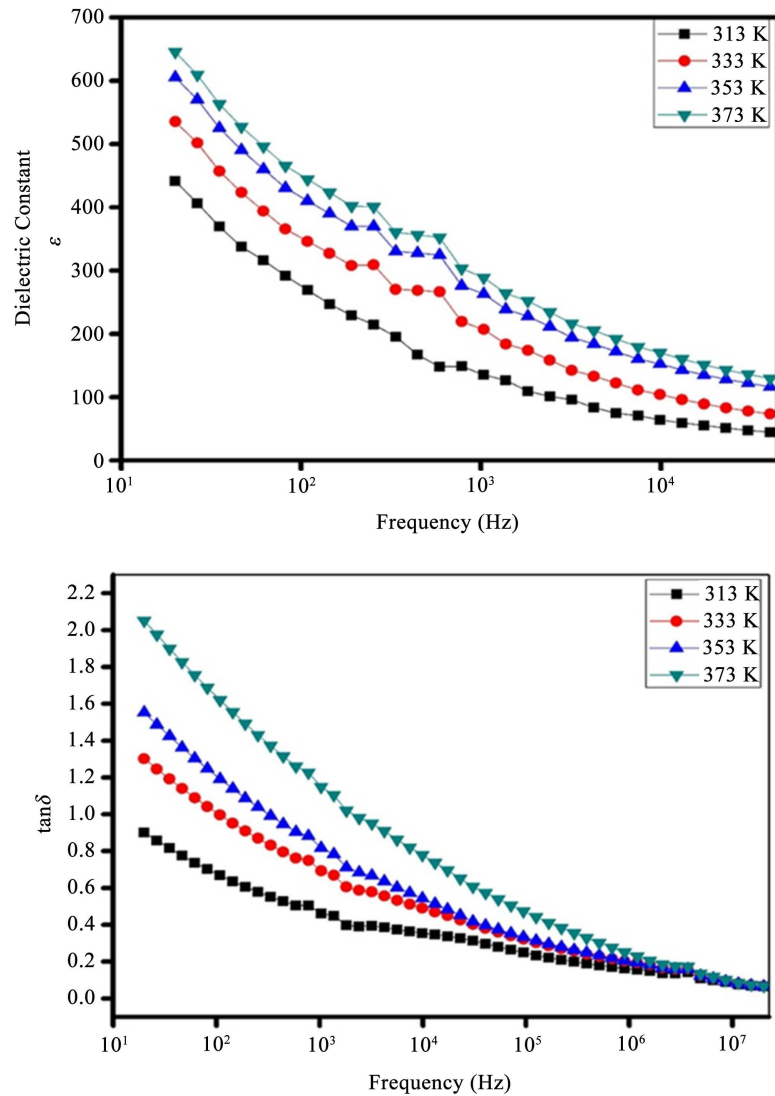 700
600
500
400
300
200
100
0
Dielectric Constant
ε
313 K
333 K
353 K
373 K
10¹ 10² 10³ 10⁴
Frequency (Hz)
2.2
2.0
1.8
1.6
1.4
1.2
1.0
0.8
0.6
0.4
0.2
0.0
tanδ
313 K
333 K
353 K
373 K
10¹ 10² 10³ 10⁴ 10⁵ 10⁶ 10⁷
Frequency (Hz)